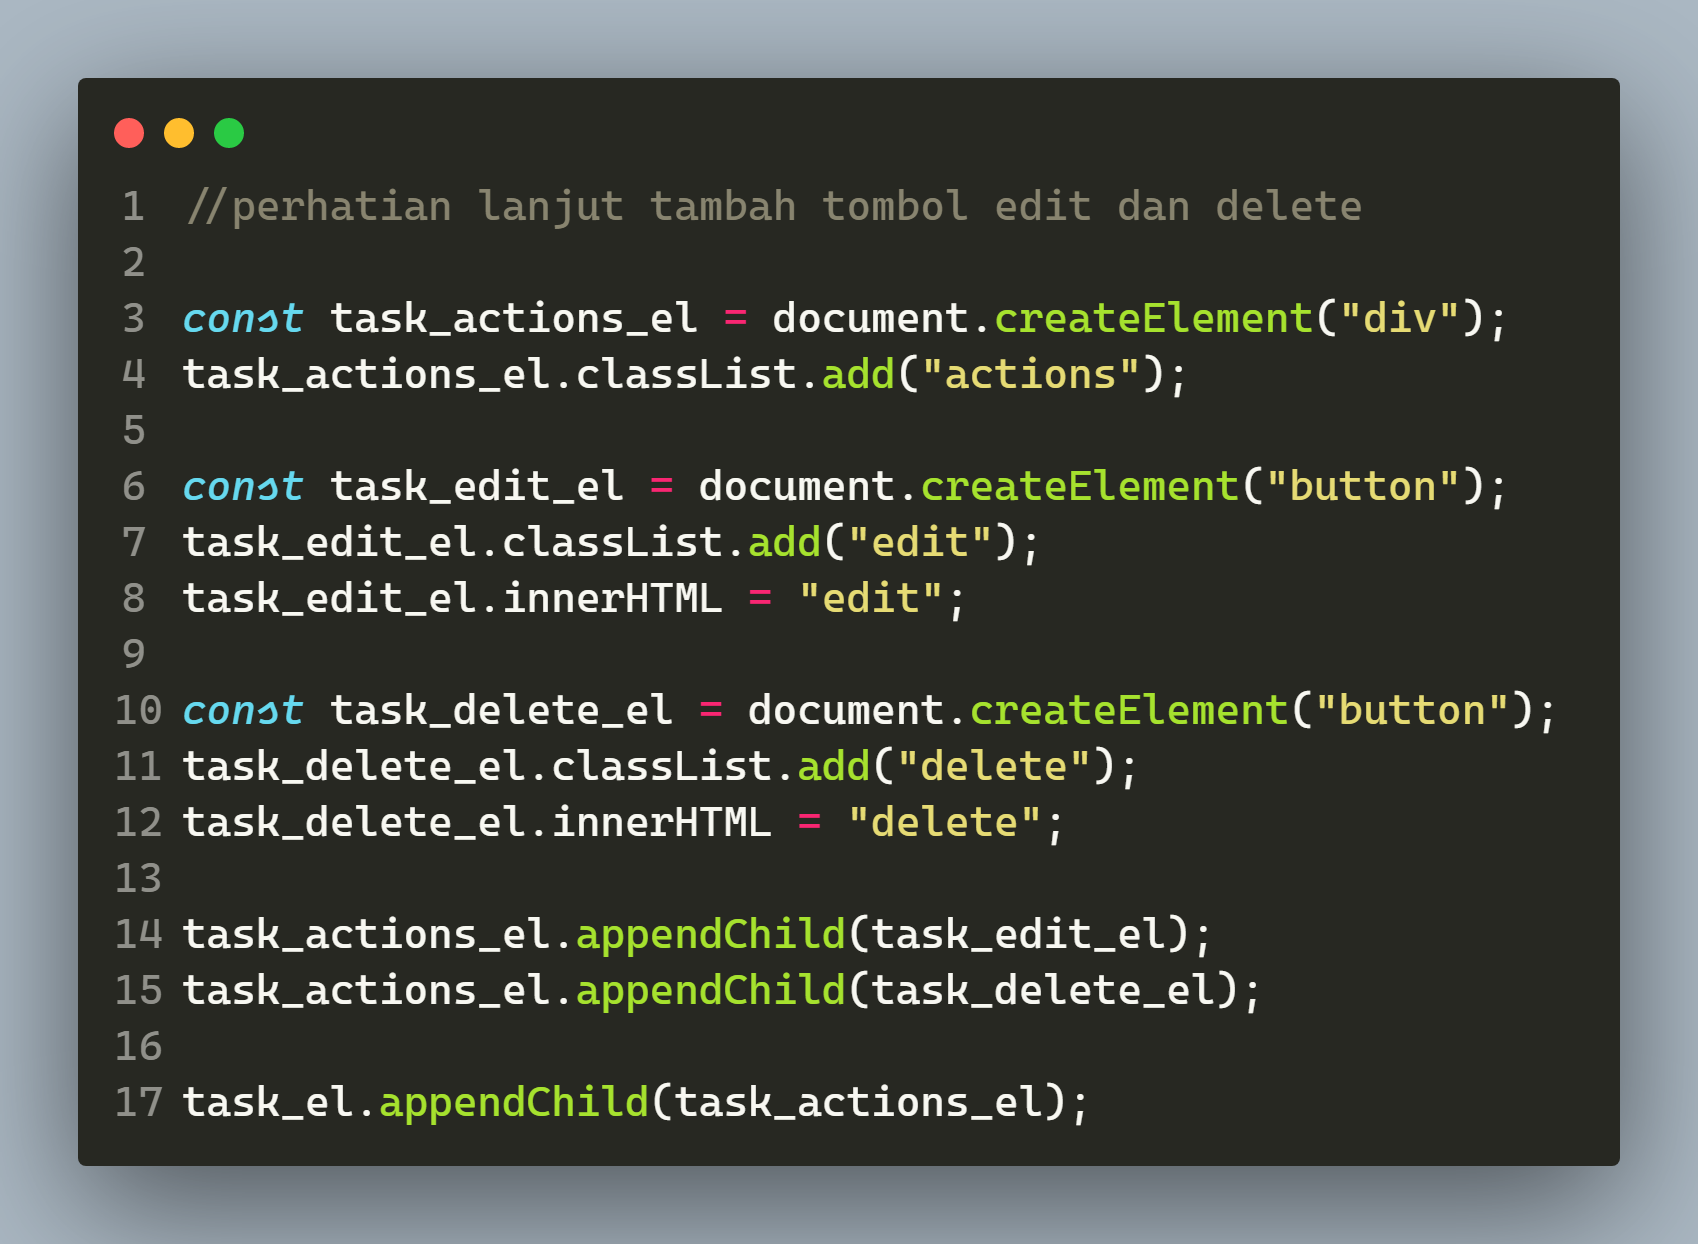 1 //perhatian lanjut tambah tombol edit dan delete
2
3 const task_actions_el = document.createElement("div");
4 task_actions_el.classList.add("actions");
5
6 const task_edit_el = document.createElement("button");
7 task_edit_el.classList.add("edit");
8 task_edit_el.innerHTML = "edit";
9
10 const task_delete_el = document.createElement("button");
11 task_delete_el.classList.add("delete");
12 task_delete_el.innerHTML = "delete";
13
14 task_actions_el.appendChild(task_edit_el);
15 task_actions_el.appendChild(task_delete_el);
16
17 task_el.appendChild(task_actions_el);